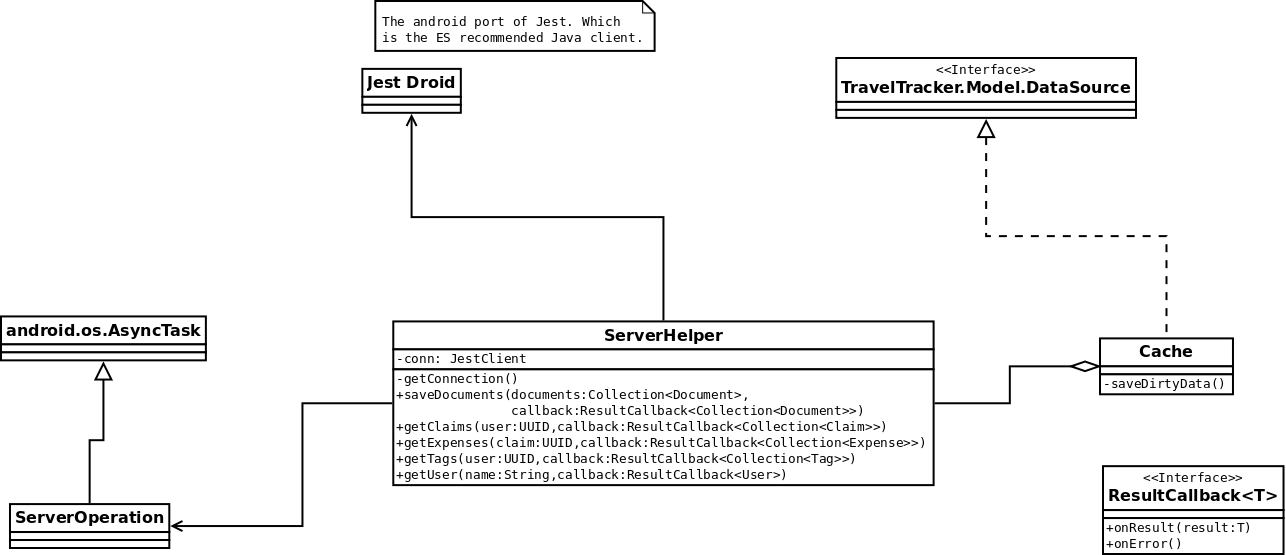 The android port of Jest. Which
is the ES recommended Java client.
Jest Droid
<<Interface>>
TravelTracker.Model.DataSource
android.os.AsyncTask
ServerHelper
-conn: JestClient
-getConnection()
+saveDocuments(documents:Collection<Document>,
callback:ResultCallback<Collection<Document>>)
+getClaims(user:UUID,callback:ResultCallback<Collection<Claim>>)
+getExpenses(claim:UUID,callback:ResultCallback<Collection<Expense>>)
+getTags(user:UUID,callback:ResultCallback<Collection<Tag>>)
+getUser(name:String,callback:ResultCallback<User>)
Cache
-saveDirtyData()
ServerOperation
<<Interface>>
ResultCallback<T>
+onResult(result:T)
+onError()